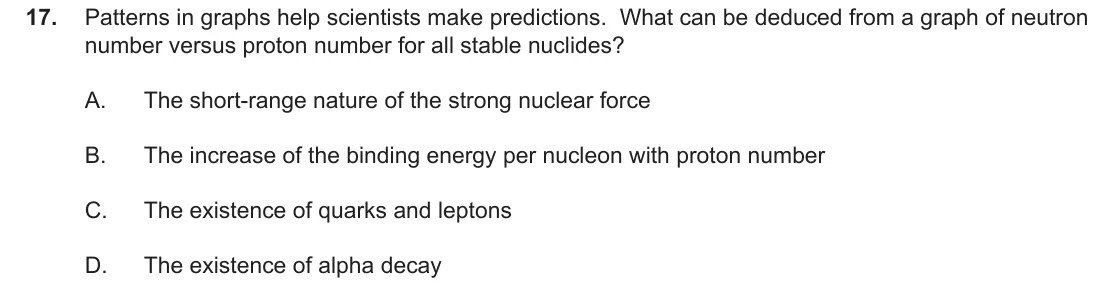 17. Patterns in graphs help scientists make predictions. What can be deduced from a graph of neutron
number versus proton number for all stable nuclides?
A. The short-range nature of the strong nuclear force
B. The increase of the binding energy per nucleon with proton number
C. The existence of quarks and leptons
D. The existence of alpha decay